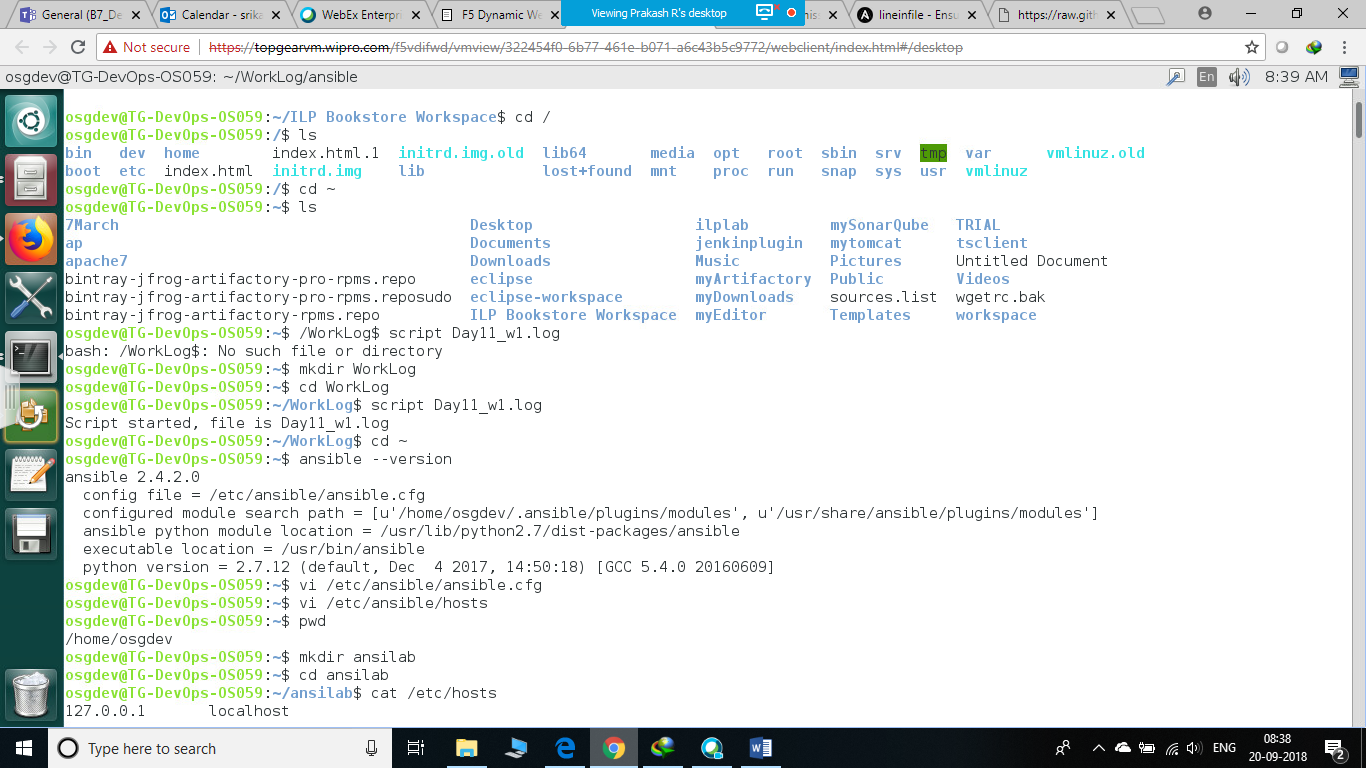 General (B7_De
Calendar - srika
WebEx Enterpri
F5 Dynamic We
Viewing Prakash R's desktop
miss
lineinfile - Ensu
https://raw.gith
Not secure
https://topgearvm.wipro.com/f5vdifwd/vmview/322454f0-6b77-461e-b071-a6c43b5c9772/webclient/index.html#/desktop
osgdev@TG-DevOps-OS059: ~/WorkLog/ansible
En
8:39 AM
osgdev@TG-DevOps-OS059:~/ILP Bookstore Workspace$ cd /
osgdev@TG-DevOps-OS059:/$ ls
bin dev home index.html.1 initrd.img.old lib64 media opt root sbin srv tmp var vmlinuz.old
boot etc index.html initrd.img lib lost+found mnt proc run snap sys usr vmlinuz
osgdev@TG-DevOps-OS059:/$ cd ~
osgdev@TG-DevOps-OS059:~$ ls
7March Desktop ilplab mySonarQube TRIAL
ap Documents jenkinplugin mytomcat tsclient
apache7 Downloads Music Pictures Untitled Document
bintray-jfrog-artifactory-pro-rpms.repo eclipse myArtifactory Public Videos
bintray-jfrog-artifactory-pro-rpms.reposudo eclipse-workspace myDownloads sources.list wgetrc.bak
bintray-jfrog-artifactory-rpms.repo ILP Bookstore Workspace myEditor Templates workspace
osgdev@TG-DevOps-OS059:~$ /WorkLog$ script Day11_w1.log
bash: /WorkLog$: No such file or directory
osgdev@TG-DevOps-OS059:~$ mkdir WorkLog
osgdev@TG-DevOps-OS059:~$ cd WorkLog
osgdev@TG-DevOps-OS059:~/WorkLog$ script Day11_w1.log
Script started, file is Day11_w1.log
osgdev@TG-DevOps-OS059:~/WorkLog$ cd ~
osgdev@TG-DevOps-OS059:~$ ansible --version
ansible 2.4.2.0
config file = /etc/ansible/ansible.cfg
configured module search path = [u'/home/osgdev/.ansible/plugins/modules', u'/usr/share/ansible/plugins/modules']
ansible python module location = /usr/lib/python2.7/dist-packages/ansible
executable location = /usr/bin/ansible
python version = 2.7.12 (default, Dec  4 2017, 14:50:18) [GCC 5.4.0 20160609]
osgdev@TG-DevOps-OS059:~$ vi /etc/ansible/ansible.cfg
osgdev@TG-DevOps-OS059:~$ vi /etc/ansible/hosts
osgdev@TG-DevOps-OS059:~$ pwd
/home/osgdev
osgdev@TG-DevOps-OS059:~$ mkdir ansilab
osgdev@TG-DevOps-OS059:~$ cd ansilab
osgdev@TG-DevOps-OS059:~/ansilab$ cat /etc/hosts
127.0.0.1 localhost
Type here to search
ENG
08:38
20-09-2018
2